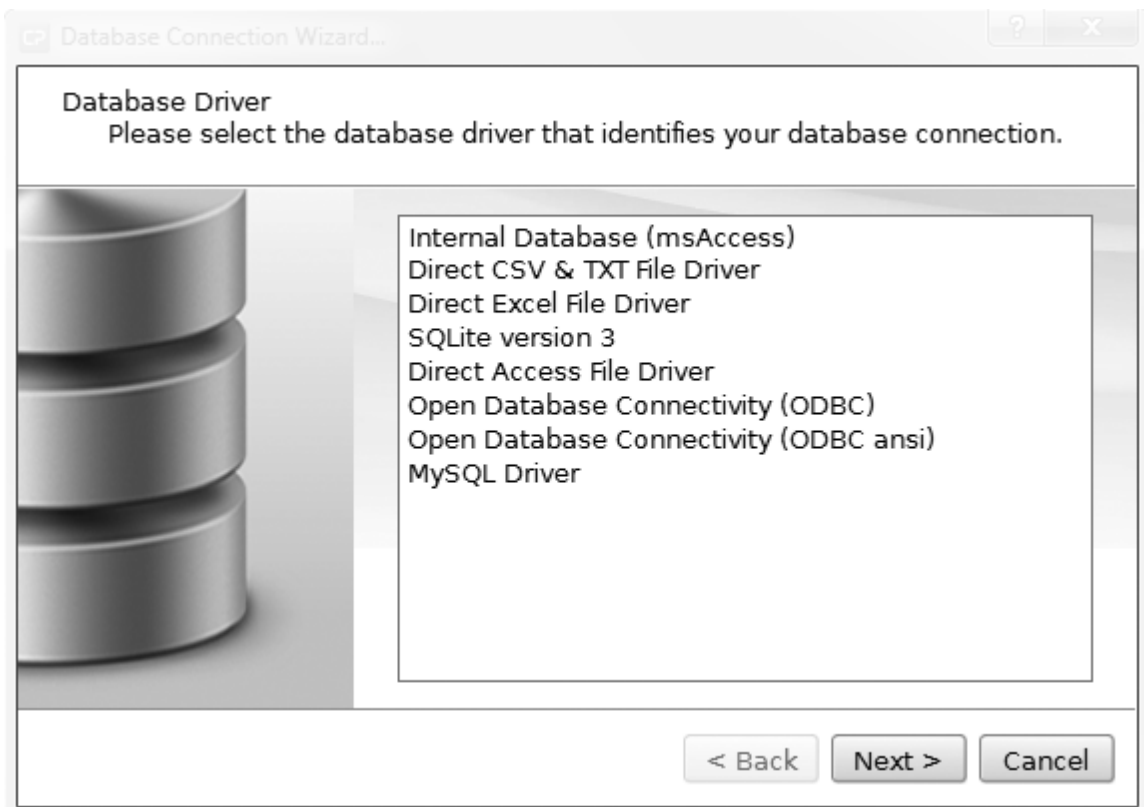 Database Connection Wizard...
Database Driver
Please select the database driver that identifies your database connection.
Internal Database (msAccess)
Direct CSV & TXT File Driver
Direct Excel File Driver
SQLite version 3
Direct Access File Driver
Open Database Connectivity (ODBC)
Open Database Connectivity (ODBC ansi)
MySQL Driver
< Back Next > Cancel